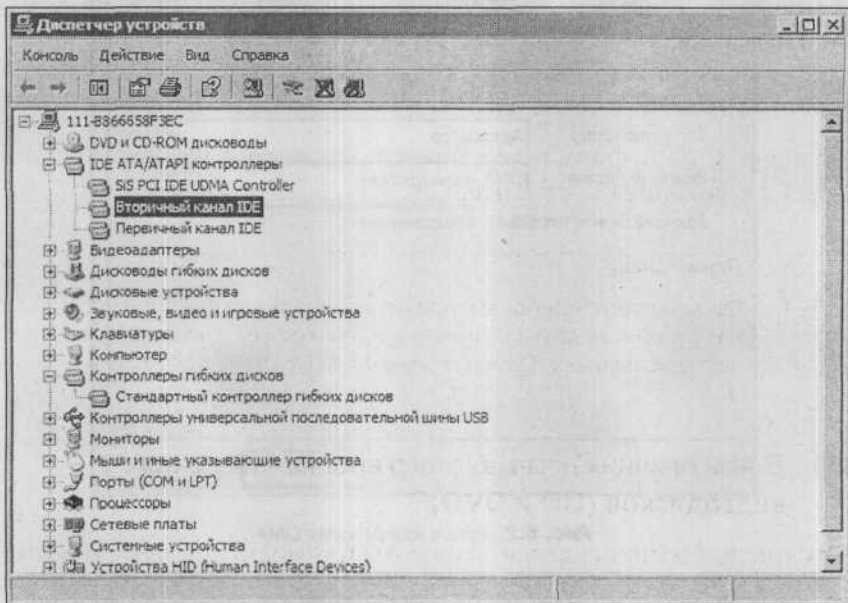 Диспетчер устройств
Консоль Действие Вид Справка
111-8366658F3EC
DVD и CD-ROM дисководы
IDE ATA/ATAPI контроллеры
SiS PCI IDE UDMA Controller
Вторичный канал IDE
Первичный канал IDE
Видеоадаптеры
Дисководы гибких дисков
Дисковые устройства
Звуковые, видео и игровые устройства
Клавиатуры
Компьютер
Контроллеры гибких дисков
Стандартный контроллер гибких дисков
Контроллеры универсальной последовательной шины USB
Мониторы
Мыши и иные указывающие устройства
Порты (COM и LPT)
Процессоры
Сетевые платы
Системные устройства
Устройства HID (Human Interface Devices)